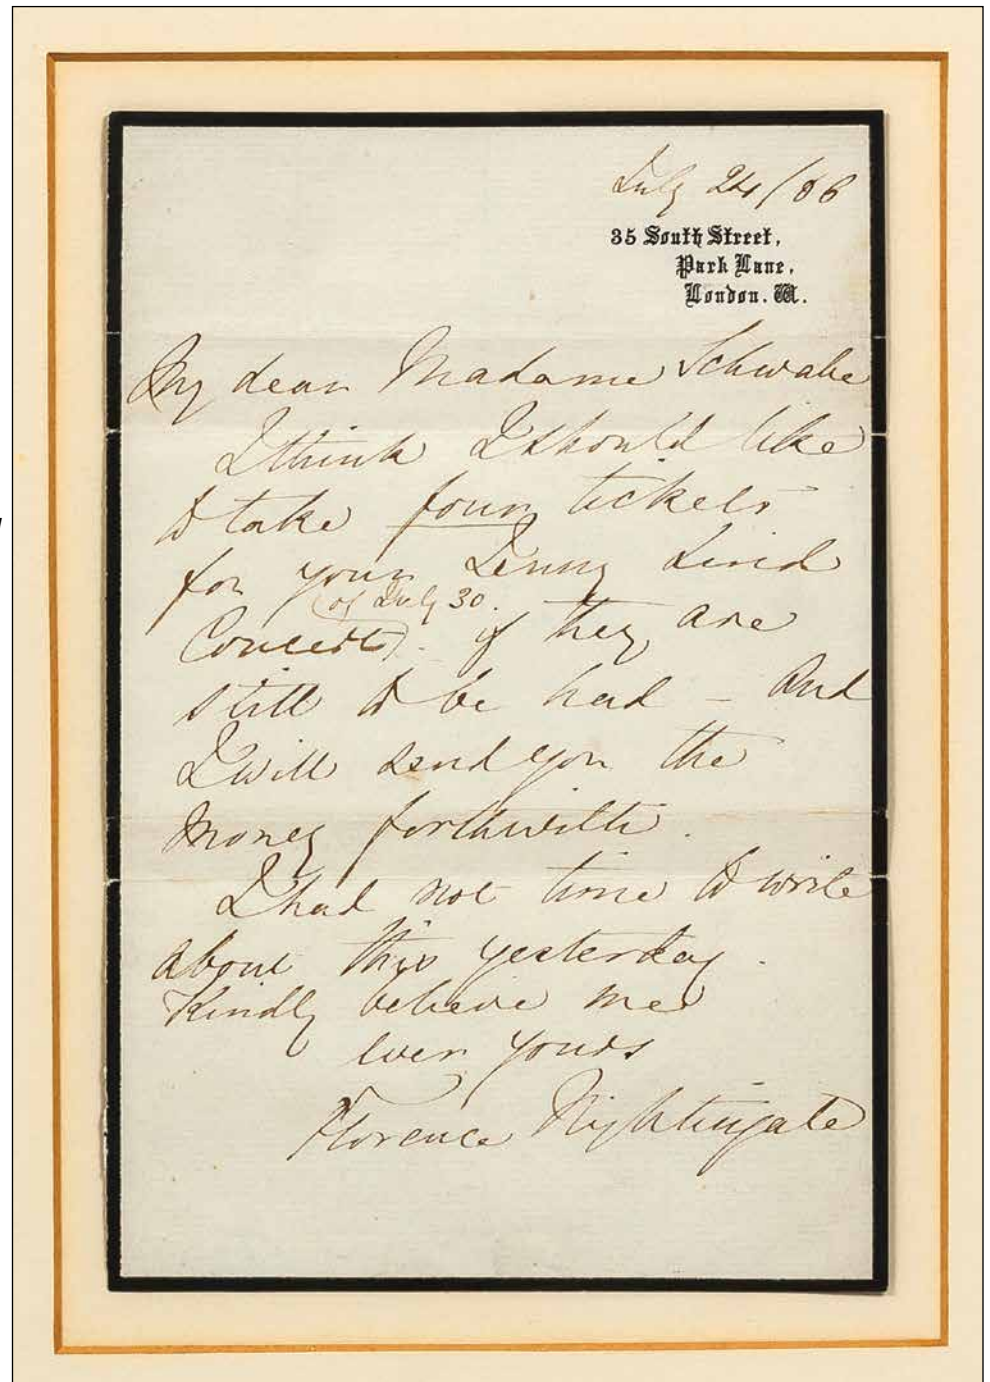 July 24/86
35 South Street,
Park Lane,
London. W.
My dear Madame Schwabe
I think I should like
to take four tickets
for your Jenny Lind
(of July 30.
Concert). if they are
still to be had – And
I will send you the
money forthwith.
I had not time to write
about this yesterday.
Kindly believe me
ever yours
Florence Nightingale